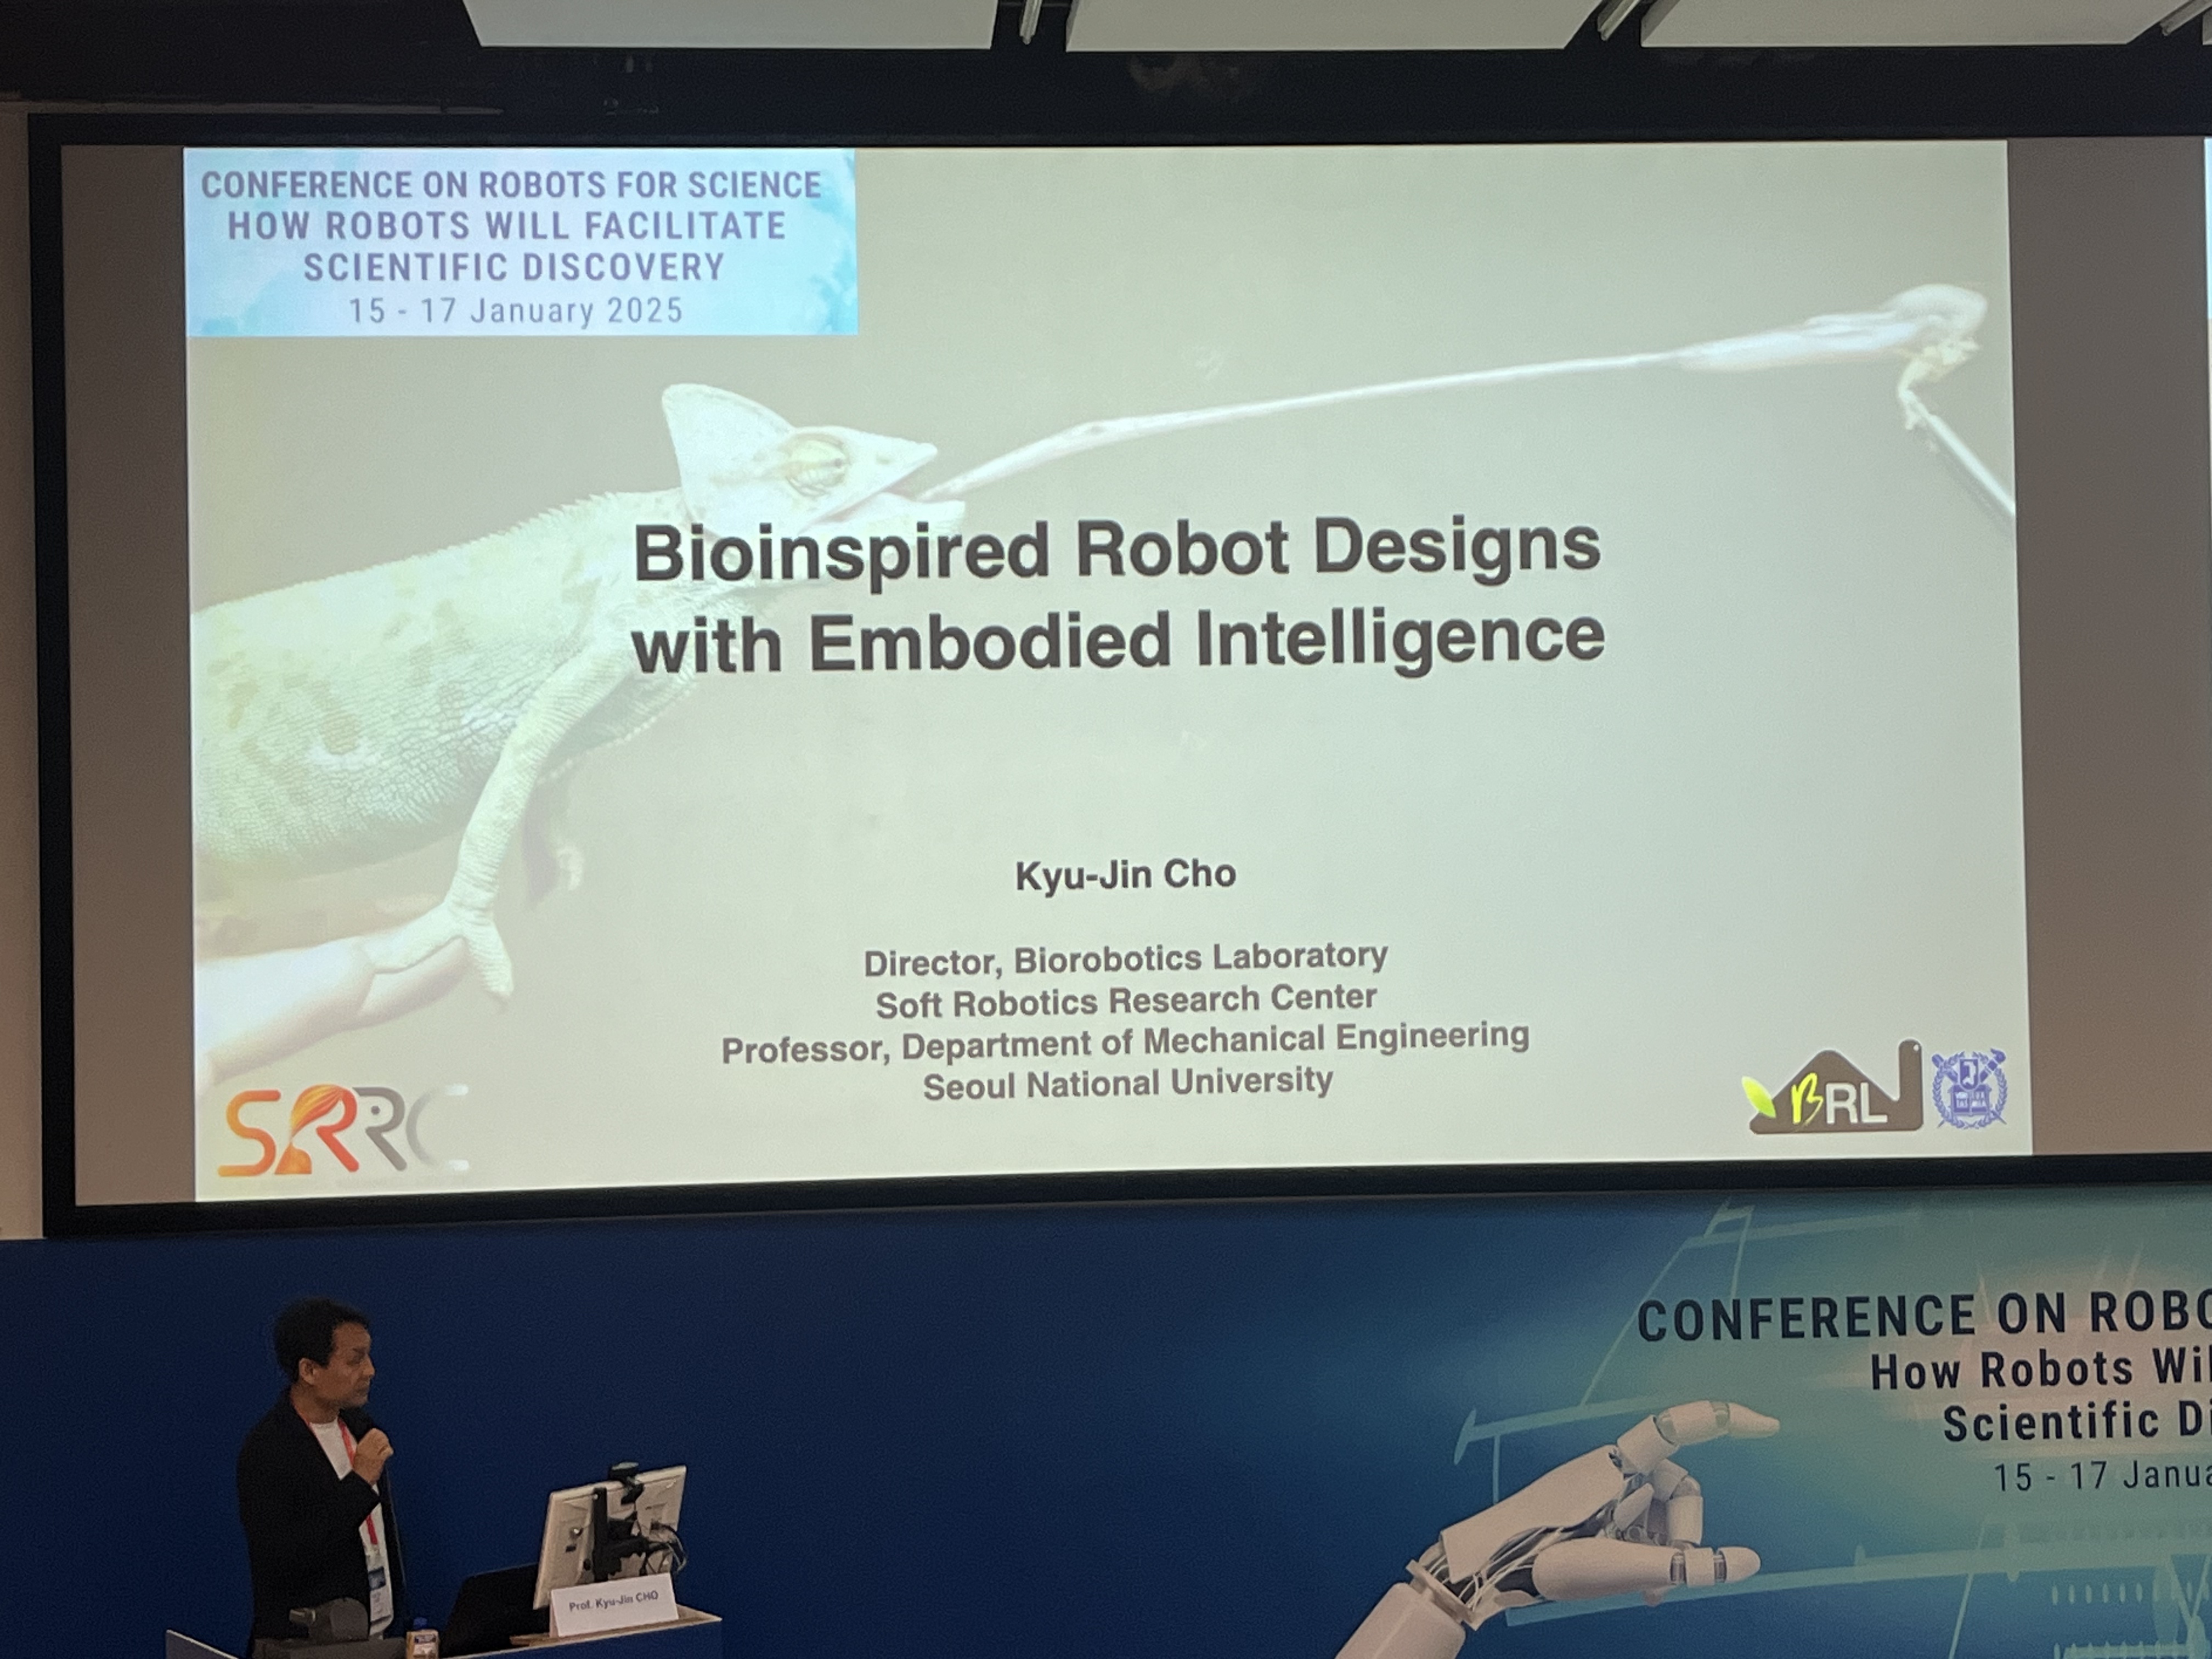 CONFERENCE ON ROBOTS FOR SCIENCE
HOW ROBOTS WILL FACILITATE
SCIENTIFIC DISCOVERY
15 - 17 January 2025
Bioinspired Robot Designs
with Embodied Intelligence
Kyu-Jin Cho
Director, Biorobotics Laboratory
Soft Robotics Research Center
Professor, Department of Mechanical Engineering
Seoul National University
SRRC
BRL
CONFERENCE ON ROBO
How Robots Wil
Scientific Di
15 - 17 Janua
Prof. Kyu-Jin CHO